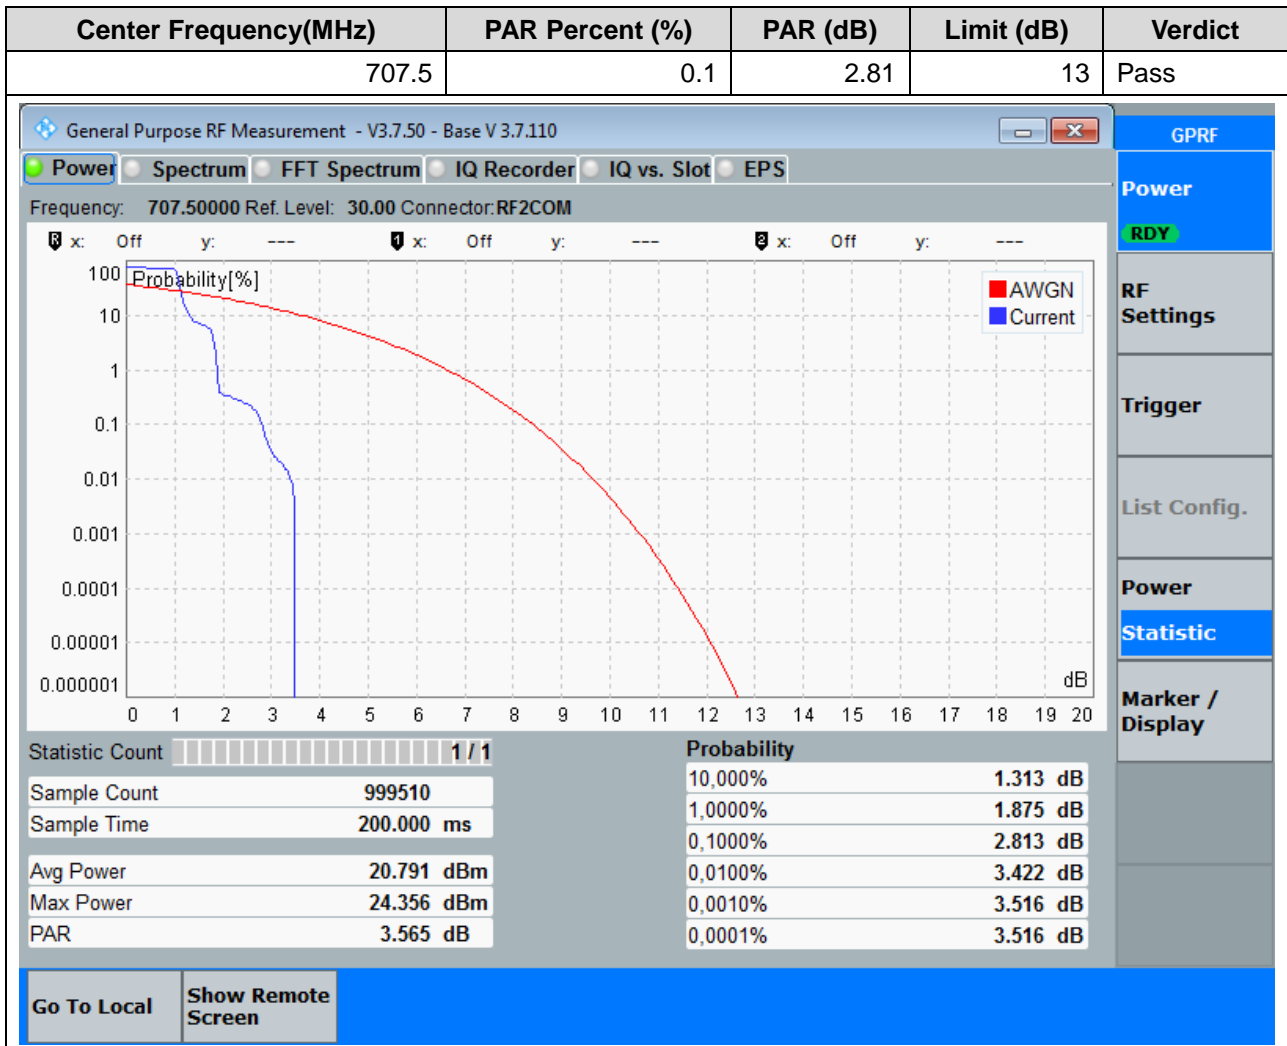 Center Frequency(MHz) PAR Percent (%) PAR (dB) Limit (dB) Verdict
707.5 0.1 2.81 13 Pass
General Purpose RF Measurement - V3.7.50 - Base V 3.7.110
GPRF
Power Spectrum FFT Spectrum IQ Recorder IQ vs. Slot EPS
Frequency: 707.50000 Ref. Level: 30.00 Connector: RF2COM
R x: Off y: --- 1 x: Off y: --- 2 x: Off y: ---
Probability[%]
AWGN
Current
100
10
1
0.1
0.01
0.001
0.0001
0.00001
0.000001
dB
0 1 2 3 4 5 6 7 8 9 10 11 12 13 14 15 16 17 18 19 20
Statistic Count 1 / 1
Sample Count 999510
Sample Time 200.000 ms
Avg Power 20.791 dBm
Max Power 24.356 dBm
PAR 3.565 dB
Probability
10,000% 1.313 dB
1,0000% 1.875 dB
0,1000% 2.813 dB
0,0100% 3.422 dB
0,0010% 3.516 dB
0,0001% 3.516 dB
Power
RDY
RF
Settings
Trigger
List Config.
Power
Statistic
Marker /
Display
Go To Local
Show Remote
Screen